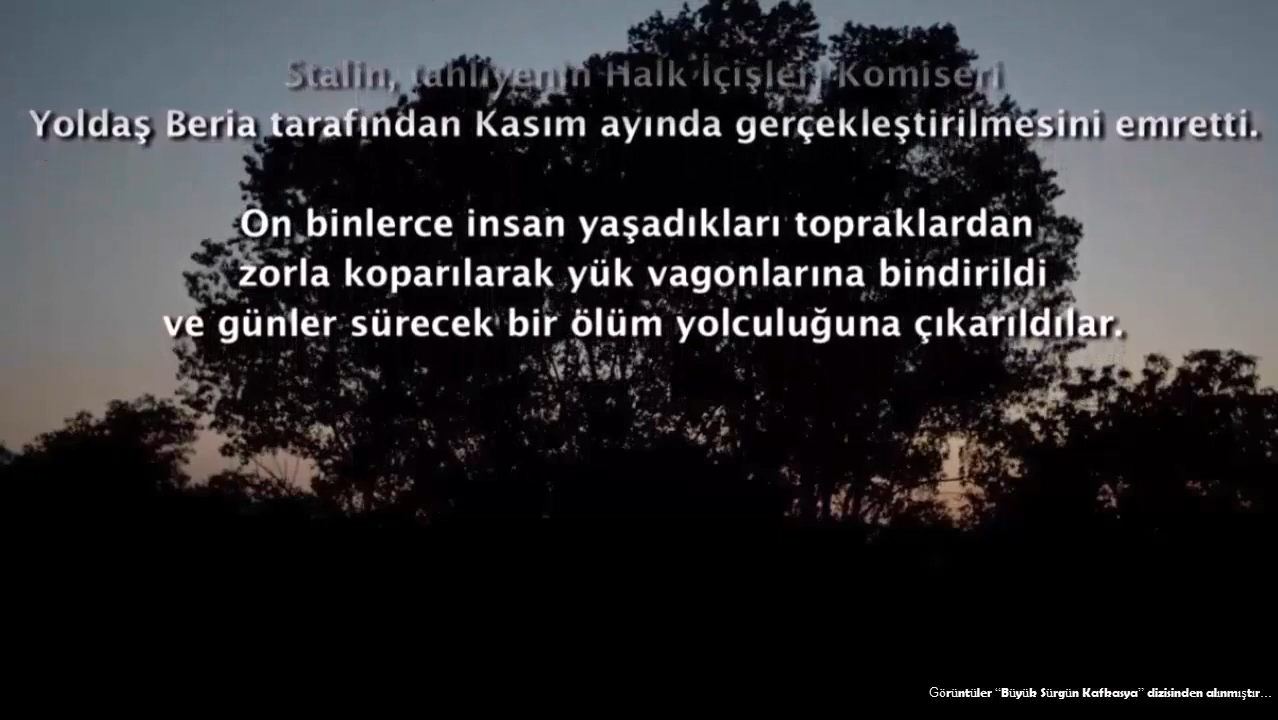 Stalin, tahliyenin Halk İçişleri Komiseri
Yoldaş Beria tarafından Kasım ayında gerçekleştirilmesini emretti.
On binlerce insan yaşadıkları topraklardan
zorla koparılarak yük vagonlarına bindirildi
ve günler sürecek bir ölüm yolculuğuna çıkarıldılar.
Görüntüler “Büyük Sürgün Kafkasya” dizisinden alınmıştır...